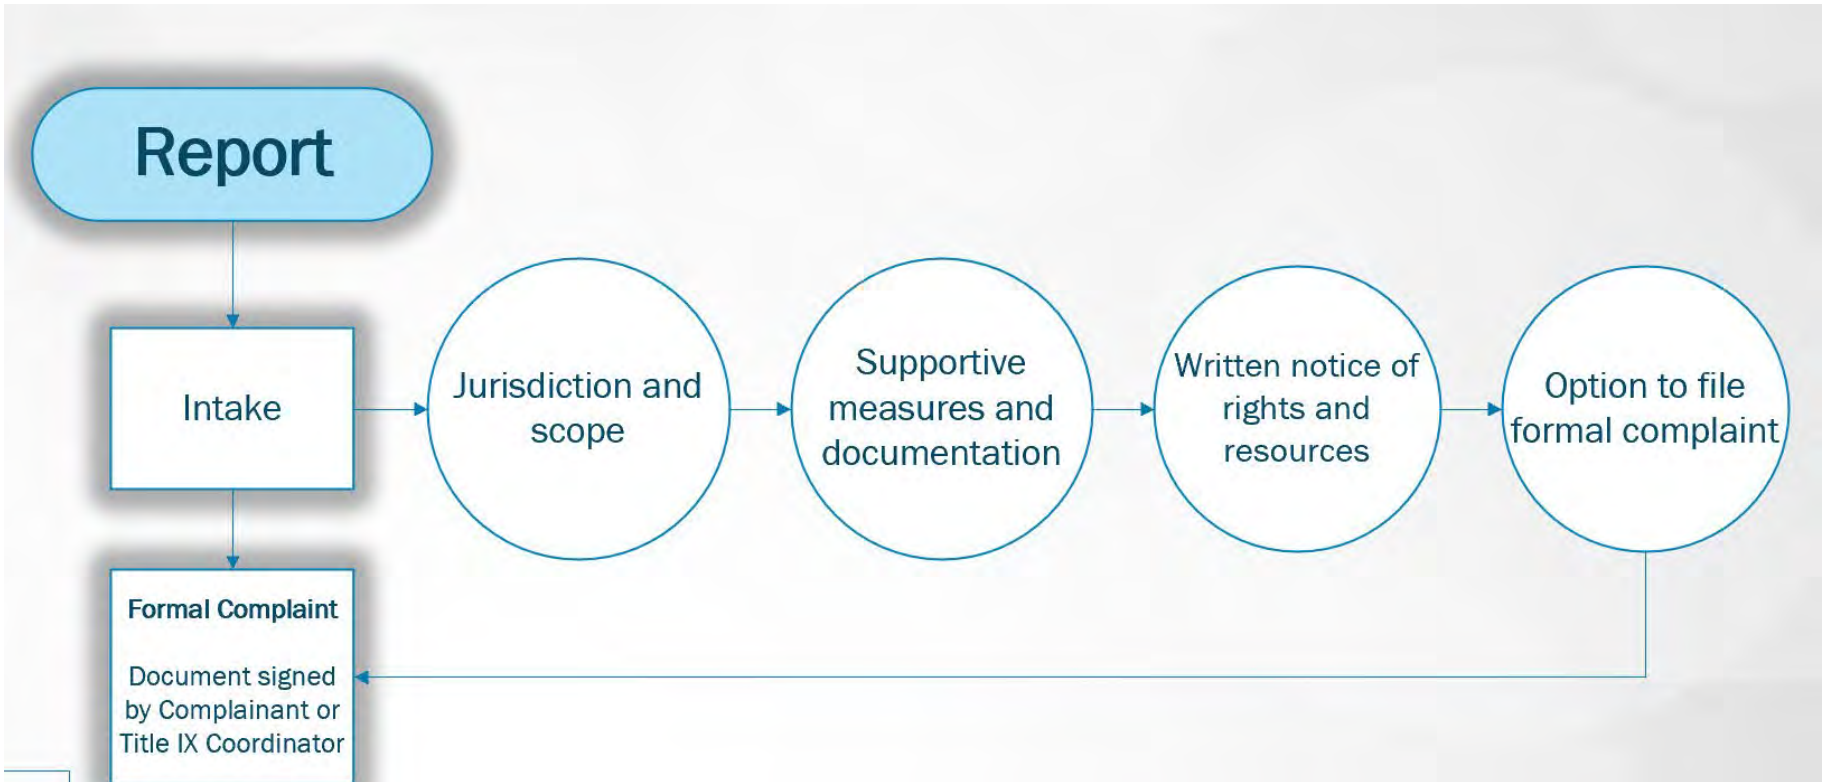 Report
Intake
Jurisdiction and
scope
Supportive
measures and
documentation
Written notice of
rights and
resources
Option to file
formal complaint
Formal Complaint
Document signed
by Complainant or
Title IX Coordinator